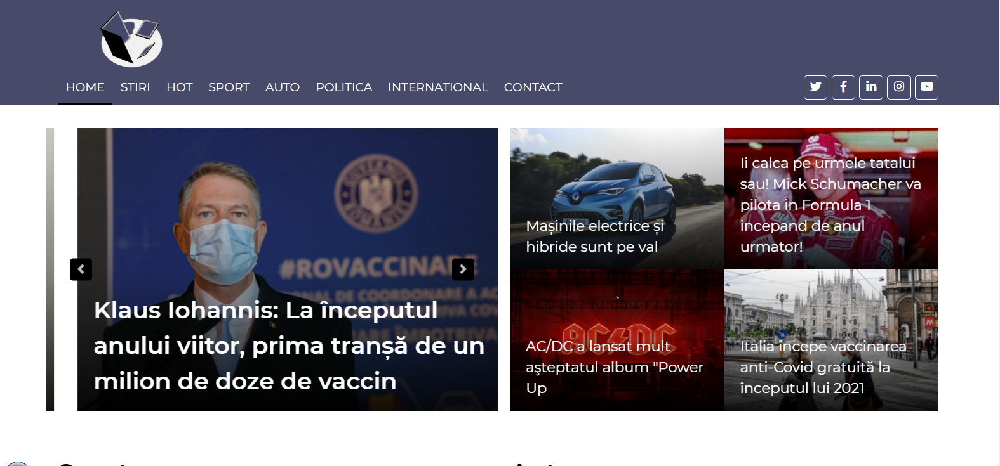 HOME STIRI HOT SPORT AUTO POLITICA INTERNATIONAL CONTACT
#ROVACCINARE
Klaus Iohannis: La începutul
anului viitor, prima tranșă de un
milion de doze de vaccin
Mașinile electrice și
hibride sunt pe val
Ii calca pe urmele tatalui
sau! Mick Schumacher va
pilota in Formula 1
incepand de anul
urmator!
AC/DC
AC/DC a lansat mult
aşteptatul album "Power
Up
M
Italia începe vaccinarea
anti-Covid gratuită la
începutul lui 2021